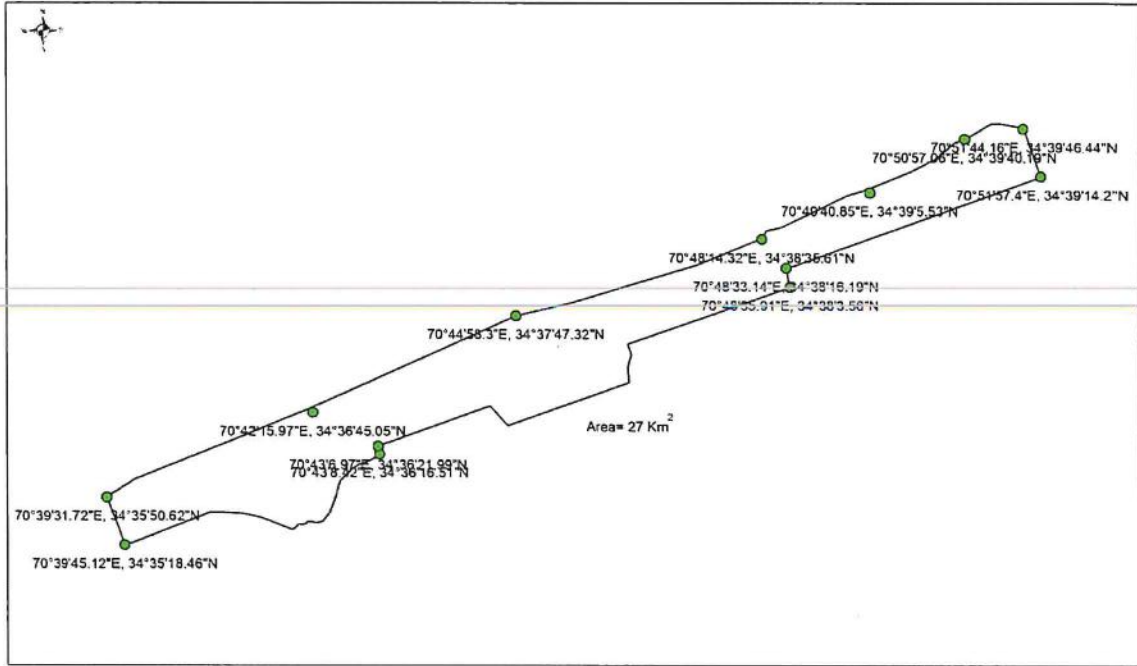 70°51'44.16"E, 34°39'46.44"N
70°50'57.06"E, 34°39'40.19"N
70°51'57.4"E, 34°39'14.2"N
70°49'40.85"E, 34°39'5.53"N
70°48'14.32"E, 34°38'35.61"N
70°48'33.14"E, 34°38'16.19"N
34°38'3.56"N
70°44'58.3"E, 34°37'47.32"N
Area= 27 Km²
70°42'15.97"E, 34°36'45.05"N
70°43'6.97"E, 34°36'21.99"N
70°43'8.02"E, 34°36'16.51"N
70°39'31.72"E, 34°35'50.62"N
70°39'45.12"E, 34°35'18.46"N